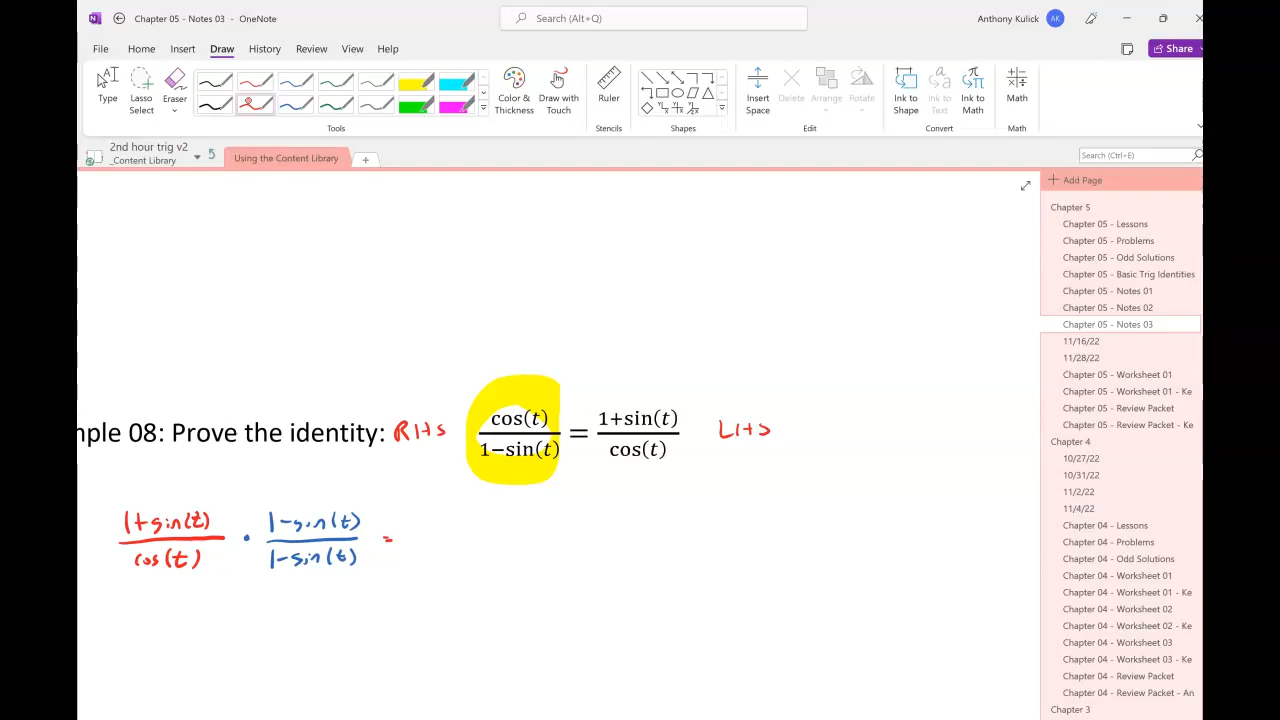 Chapter 05 - Notes 03 - OneNote
Search (Alt+Q)
Anthony Kulick
AK
File Home Insert Draw History Review View Help
Share
Type
Lasso Select
Eraser
Color & Thickness
Draw with Touch
Ruler
Insert Space
Delete
Arrange
Rotate
Ink to Shape
Ink to Text
Ink to Math
Math
Tools
Stencils
Shapes
Edit
Convert
Math
2nd hour trig v2
_Content Library
Using the Content Library
Search (Ctrl+E)
Add Page
Chapter 5
Chapter 05 - Lessons
Chapter 05 - Problems
Chapter 05 - Odd Solutions
Chapter 05 - Basic Trig Identities
Chapter 05 - Notes 01
Chapter 05 - Notes 02
Chapter 05 - Notes 03
11/16/22
11/28/22
Chapter 05 - Worksheet 01
Chapter 05 - Worksheet 01 - Ke
Chapter 05 - Review Packet
Chapter 05 - Review Packet - Ke
Chapter 4
10/27/22
10/31/22
11/2/22
11/4/22
Chapter 04 - Lessons
Chapter 04 - Problems
Chapter 04 - Odd Solutions
Chapter 04 - Worksheet 01
Chapter 04 - Worksheet 01 - Ke
Chapter 04 - Worksheet 02
Chapter 04 - Worksheet 02 - Ke
Chapter 04 - Worksheet 03
Chapter 04 - Worksheet 03 - Ke
Chapter 04 - Review Packet
Chapter 04 - Review Packet - An
Chapter 3
mple 08: Prove the identity: RHS cos(t)/1−sin(t) = 1+sin(t)/cos(t) LHS
1+sin(t)/cos(t) · 1-sin(t)/1-sin(t) =